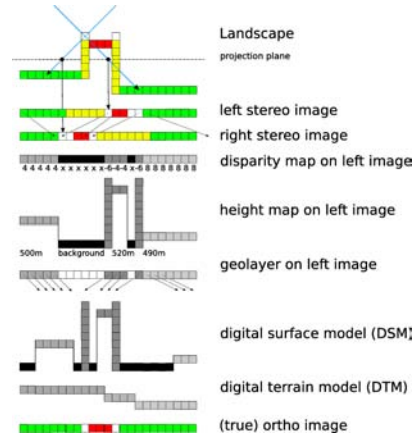 Landscape
projection plane
left stereo image
right stereo image
disparity map on left image
4 4 4 4 4 x x x x x x -6-4-4 x -6 8 8 8 8 8 8 8
height map on left image
500m background 520m 490m
geolayer on left image
digital surface model (DSM)
digital terrain model (DTM)
(true) ortho image